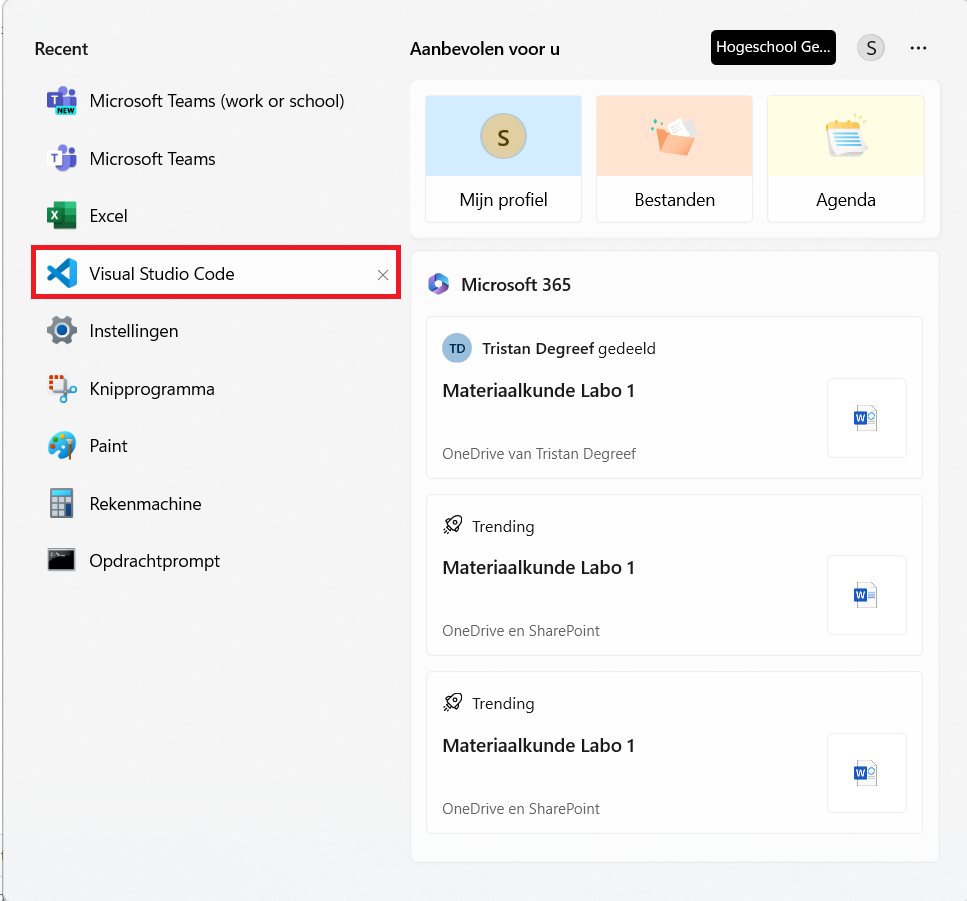 Recent
Microsoft Teams (work or school)
Microsoft Teams
Excel
Visual Studio Code
Instellingen
Knipprogramma
Paint
Rekenmachine
Opdrachtprompt
Aanbevolen voor u
Hogeschool Ge...
S
S
Mijn profiel
Bestanden
Agenda
Microsoft 365
TD Tristan Degreef gedeeld
Materiaalkunde Labo 1
OneDrive van Tristan Degreef
Trending
Materiaalkunde Labo 1
OneDrive en SharePoint
Trending
Materiaalkunde Labo 1
OneDrive en SharePoint